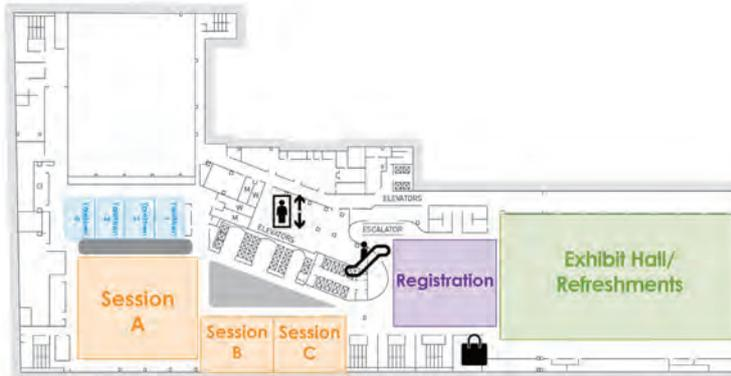 ELEVATORS
M
W
W
M
ELEVATORS
ESCALATOR
Registration
Exhibit Hall/
Refreshments
Session
A
Session
B
Session
C